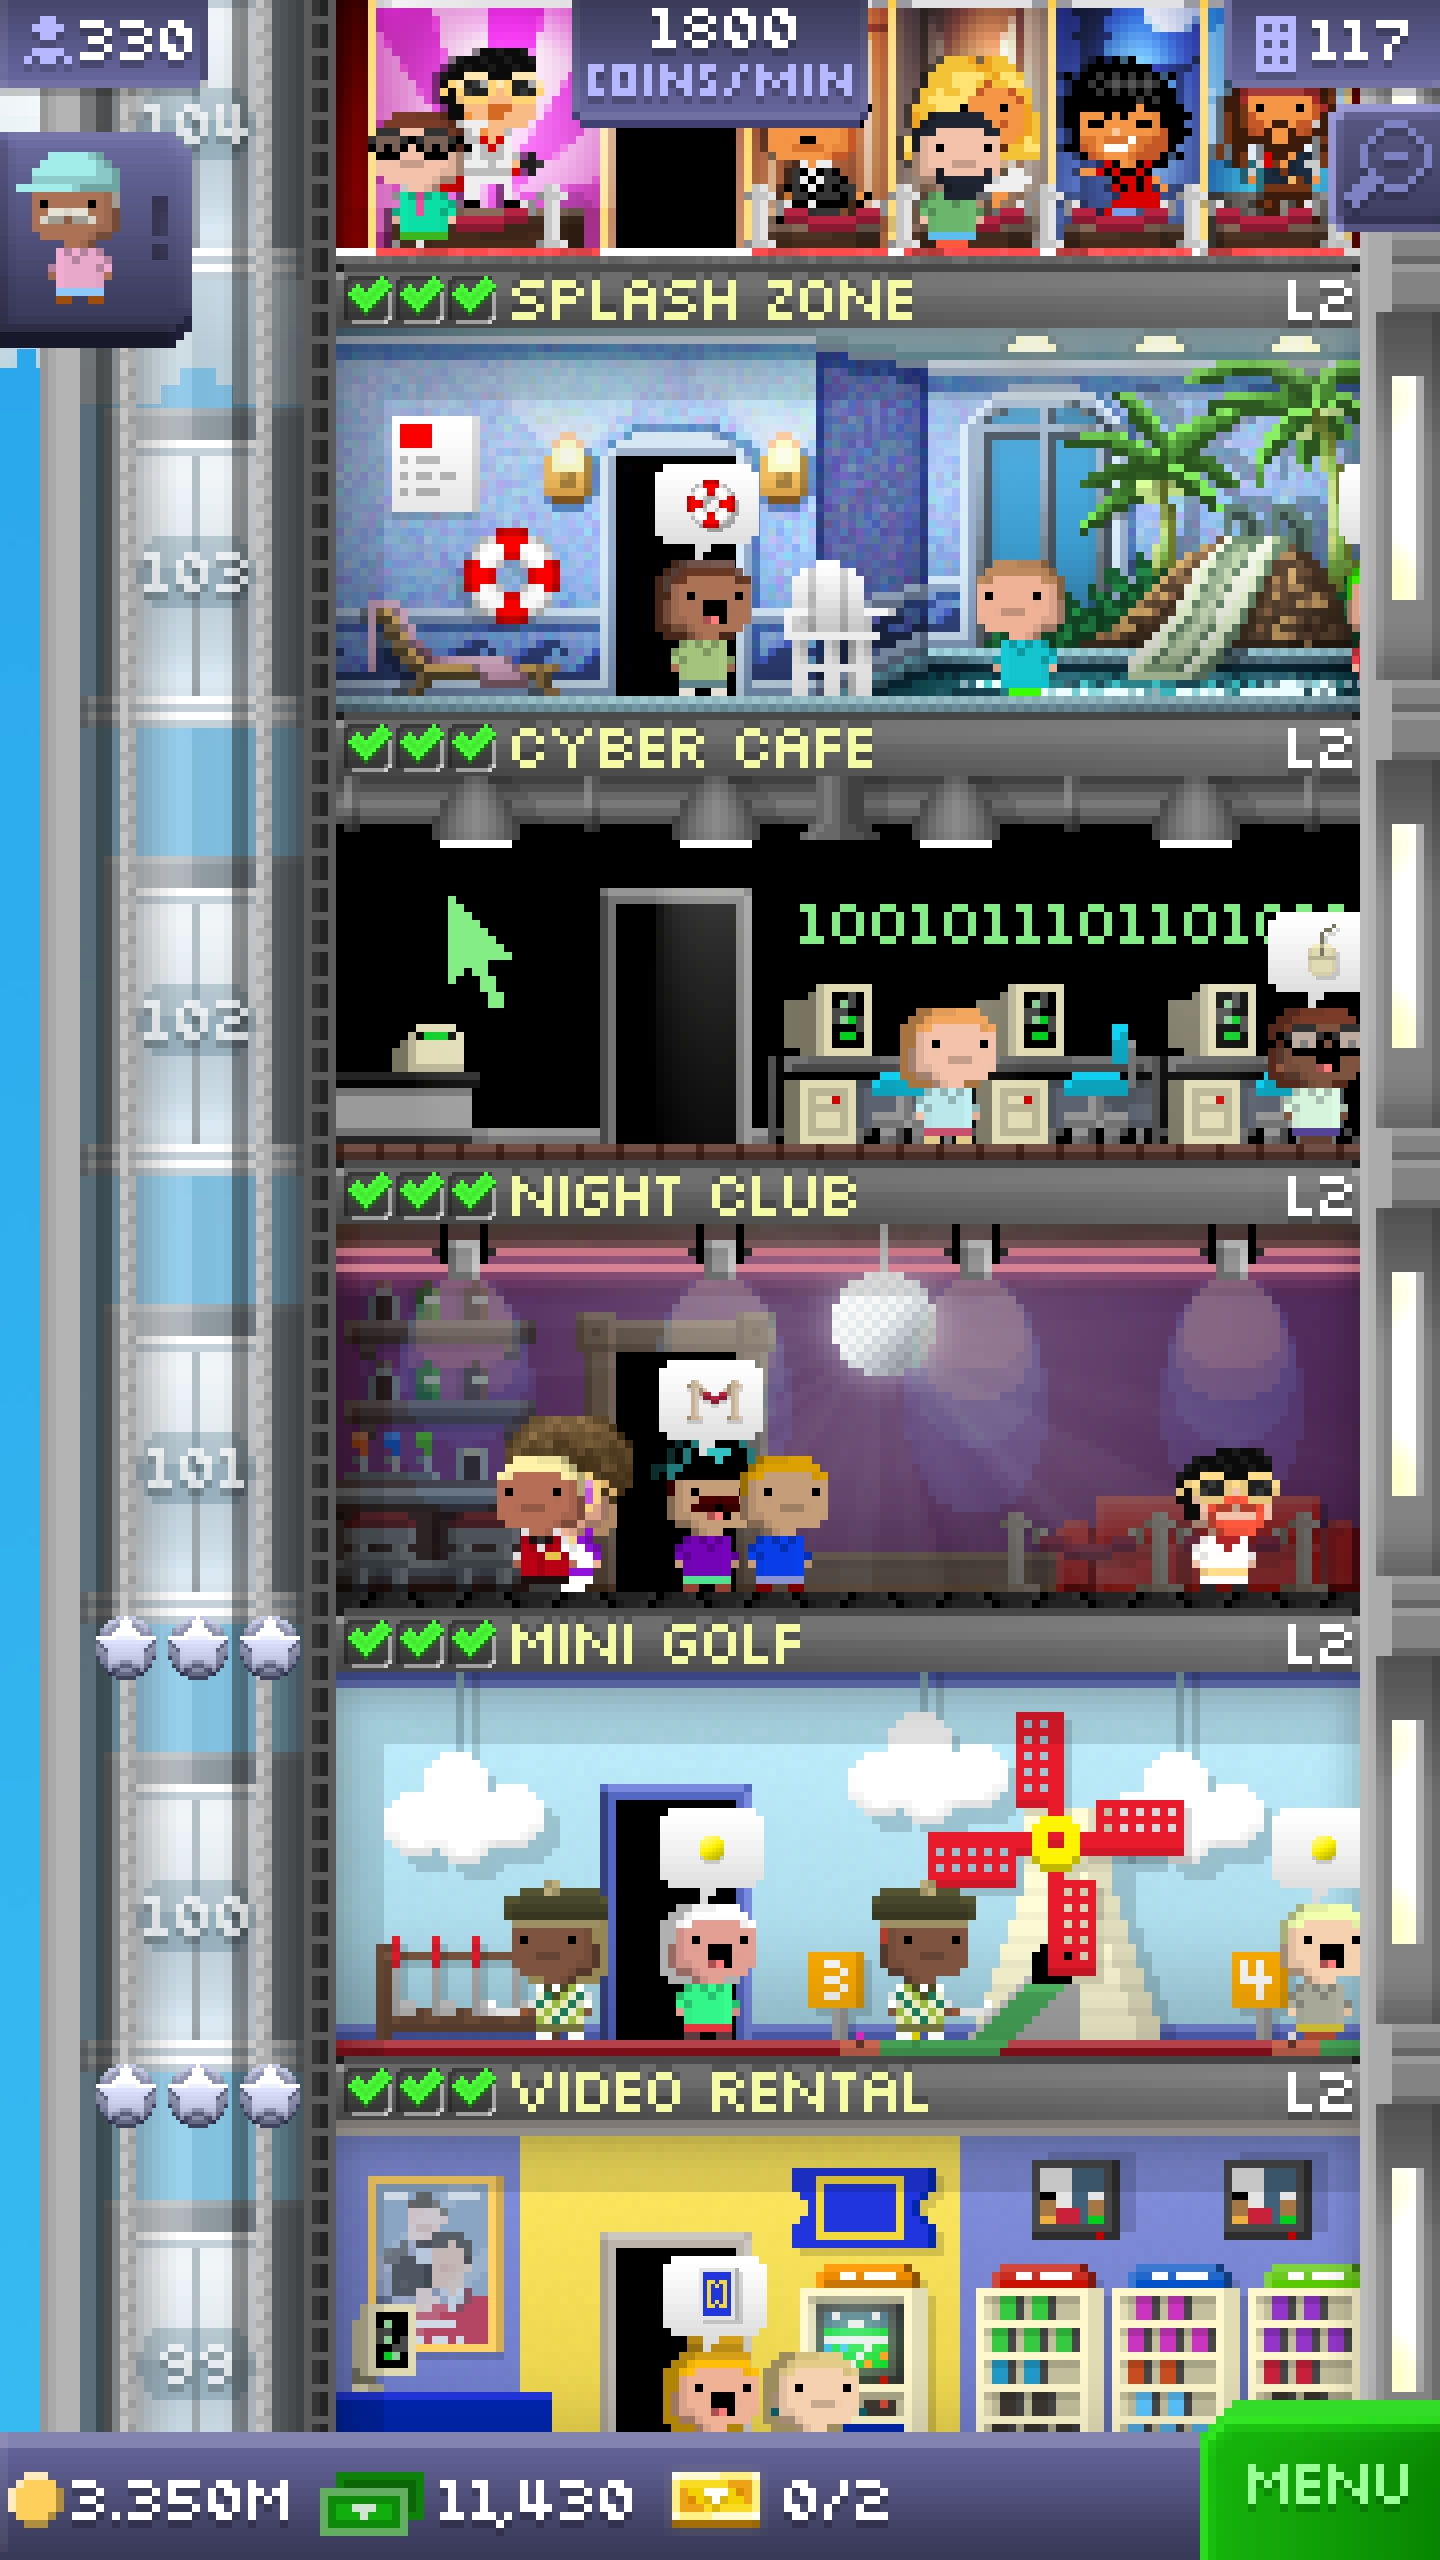 330
1800
COINS/MIN
117
104
SPLASH ZONE
L2
103
CYBER CAFE
L2
1001011101101
102
NIGHT CLUB
L2
101
MINI GOLF
L2
100
3
4
VIDEO RENTAL
L2
99
3.350M
11,430
0/2
MENU